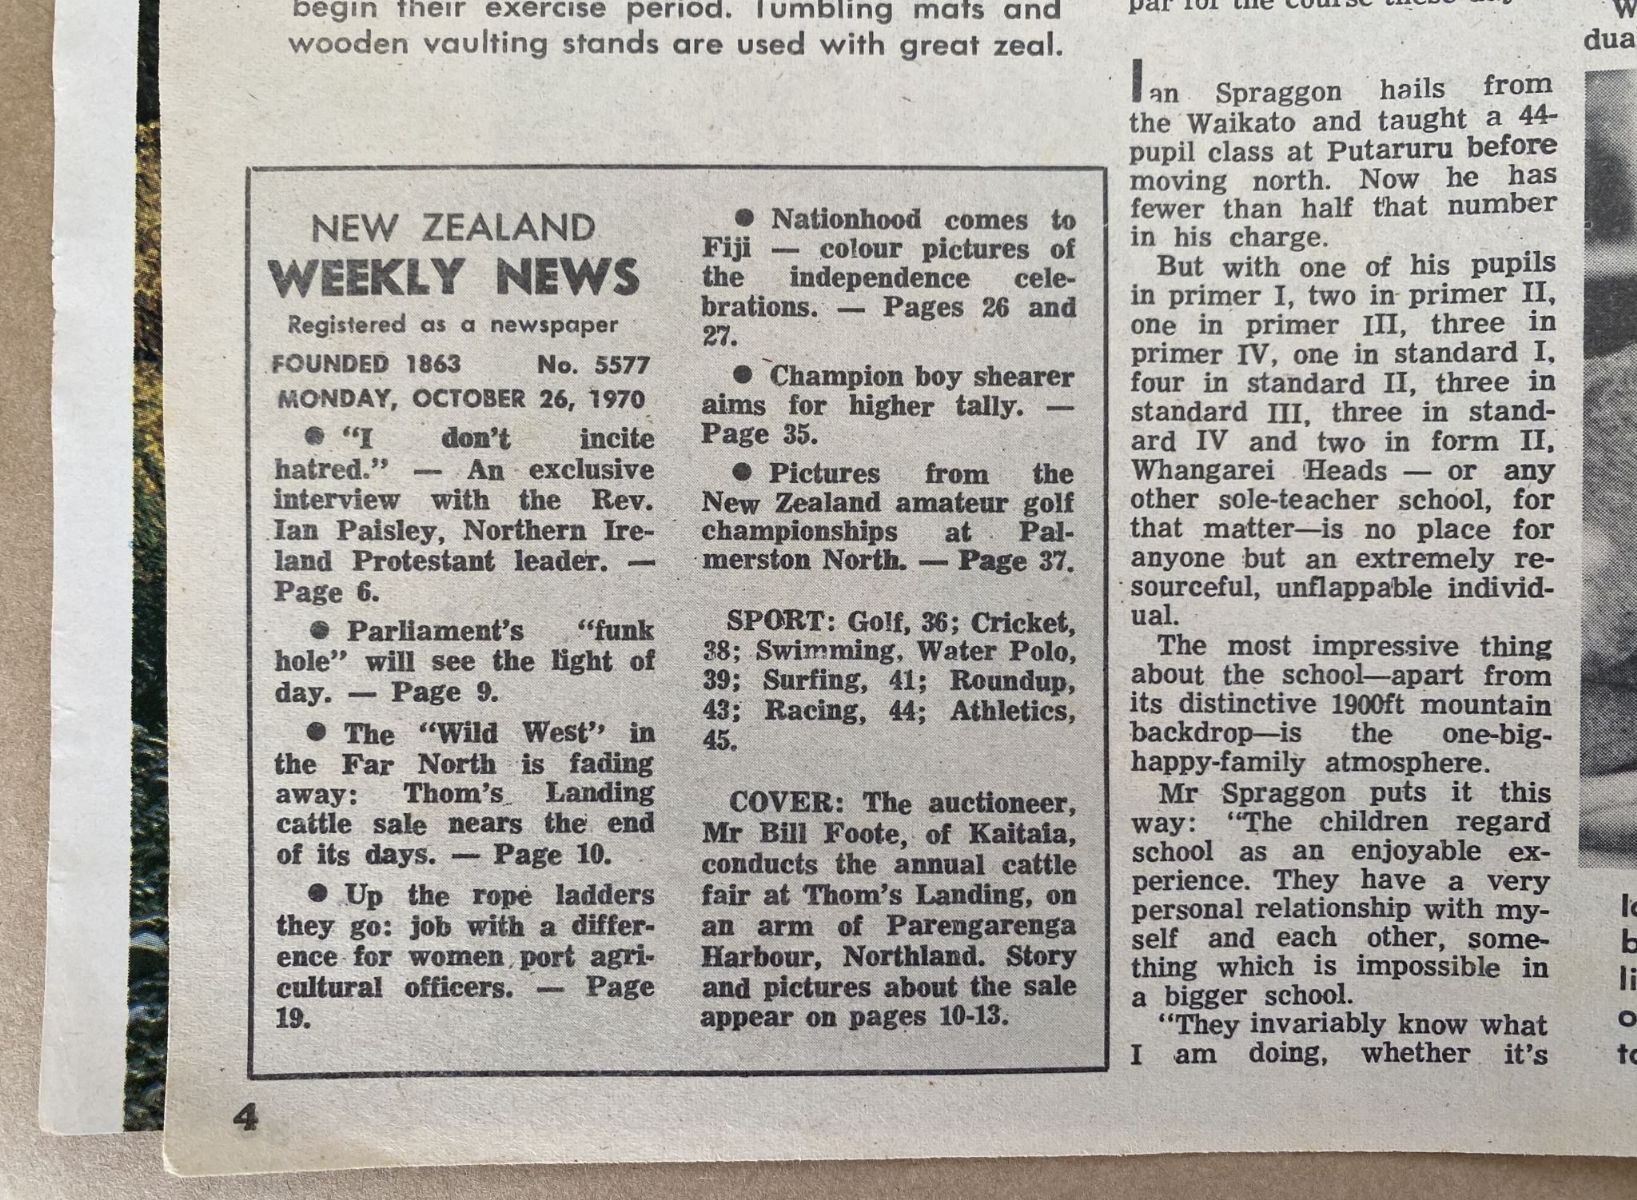 begin their exercise period. Tumbling mats and
wooden vaulting stands are used with great zeal.
NEW ZEALAND
WEEKLY NEWS
Registered as a newspaper
FOUNDED 1863 No. 5577
MONDAY, OCTOBER 26, 1970
● “I don’t incite
hatred.” — An exclusive
interview with the Rev.
Ian Paisley, Northern Ire-
land Protestant leader. —
Page 6.
● Parliament’s “funk
hole” will see the light of
day. — Page 9.
● The “Wild West” in
the Far North is fading
away: Thom’s Landing
cattle sale nears the end
of its days. — Page 10.
● Up the rope ladders
they go: job with a differ-
ence for women port agri-
cultural officers. — Page
19.
● Nationhood comes to
Fiji — colour pictures of
the independence cele-
brations. — Pages 26 and
27.
● Champion boy shearer
aims for higher tally. —
Page 35.
● Pictures from the
New Zealand amateur golf
championships at Pal-
merston North. — Page 37.
SPORT: Golf, 36; Cricket,
38; Swimming, Water Polo,
39; Surfing, 41; Roundup,
43; Racing, 44; Athletics,
45.
COVER: The auctioneer,
Mr Bill Foote, of Kaitaia,
conducts the annual cattle
fair at Thom’s Landing, on
an arm of Parengarenga
Harbour, Northland. Story
and pictures about the sale
appear on pages 10-13.
4
par for the course these
Ian Spraggon hails from
the Waikato and taught a 44-
pupil class at Putaruru before
moving north. Now he has
fewer than half that number
in his charge.
But with one of his pupils
in primer I, two in primer II,
one in primer III, three in
primer IV, one in standard I,
four in standard II, three in
standard III, three in stand-
ard IV and two in form II,
Whangarei Heads — or any
other sole-teacher school, for
that matter—is no place for
anyone but an extremely re-
sourceful, unflappable individ-
ual.
The most impressive thing
about the school—apart from
its distinctive 1900ft mountain
backdrop—is the one-big-
happy-family atmosphere.
Mr Spraggon puts it this
way: “The children regard
school as an enjoyable ex-
perience. They have a very
personal relationship with my-
self and each other, some-
thing which is impossible in
a bigger school.
“They invariably know what
I am doing, whether it’s
dua